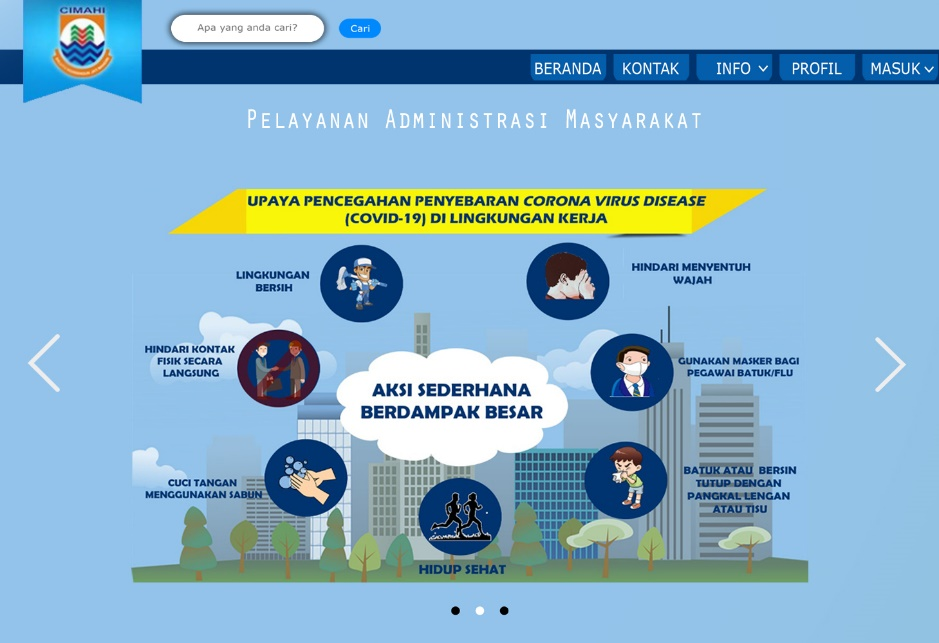 CIMAHI
Apa yang anda cari?
Cari
BERANDA
KONTAK
INFO
PROFIL
MASUK
PELAYANAN ADMINISTRASI MASYARAKAT
UPAYA PENCEGAHAN PENYEBARAN CORONA VIRUS DISEASE
(COVID-19) DI LINGKUNGAN KERJA
LINGKUNGAN
BERSIH
HINDARI MENYENTUH
WAJAH
HINDARI KONTAK
FISIK SECARA
LANGSUNG
GUNAKAN MASKER BAGI
PEGAWAI BATUK/FLU
AKSI SEDERHANA
BERDAMPAK BESAR
CUCI TANGAN
MENGGUNAKAN SABUN
BATUK ATAU BERSIN
TUTUP DENGAN
PANGKAL LENGAN
ATAU TISU
HIDUP SEHAT